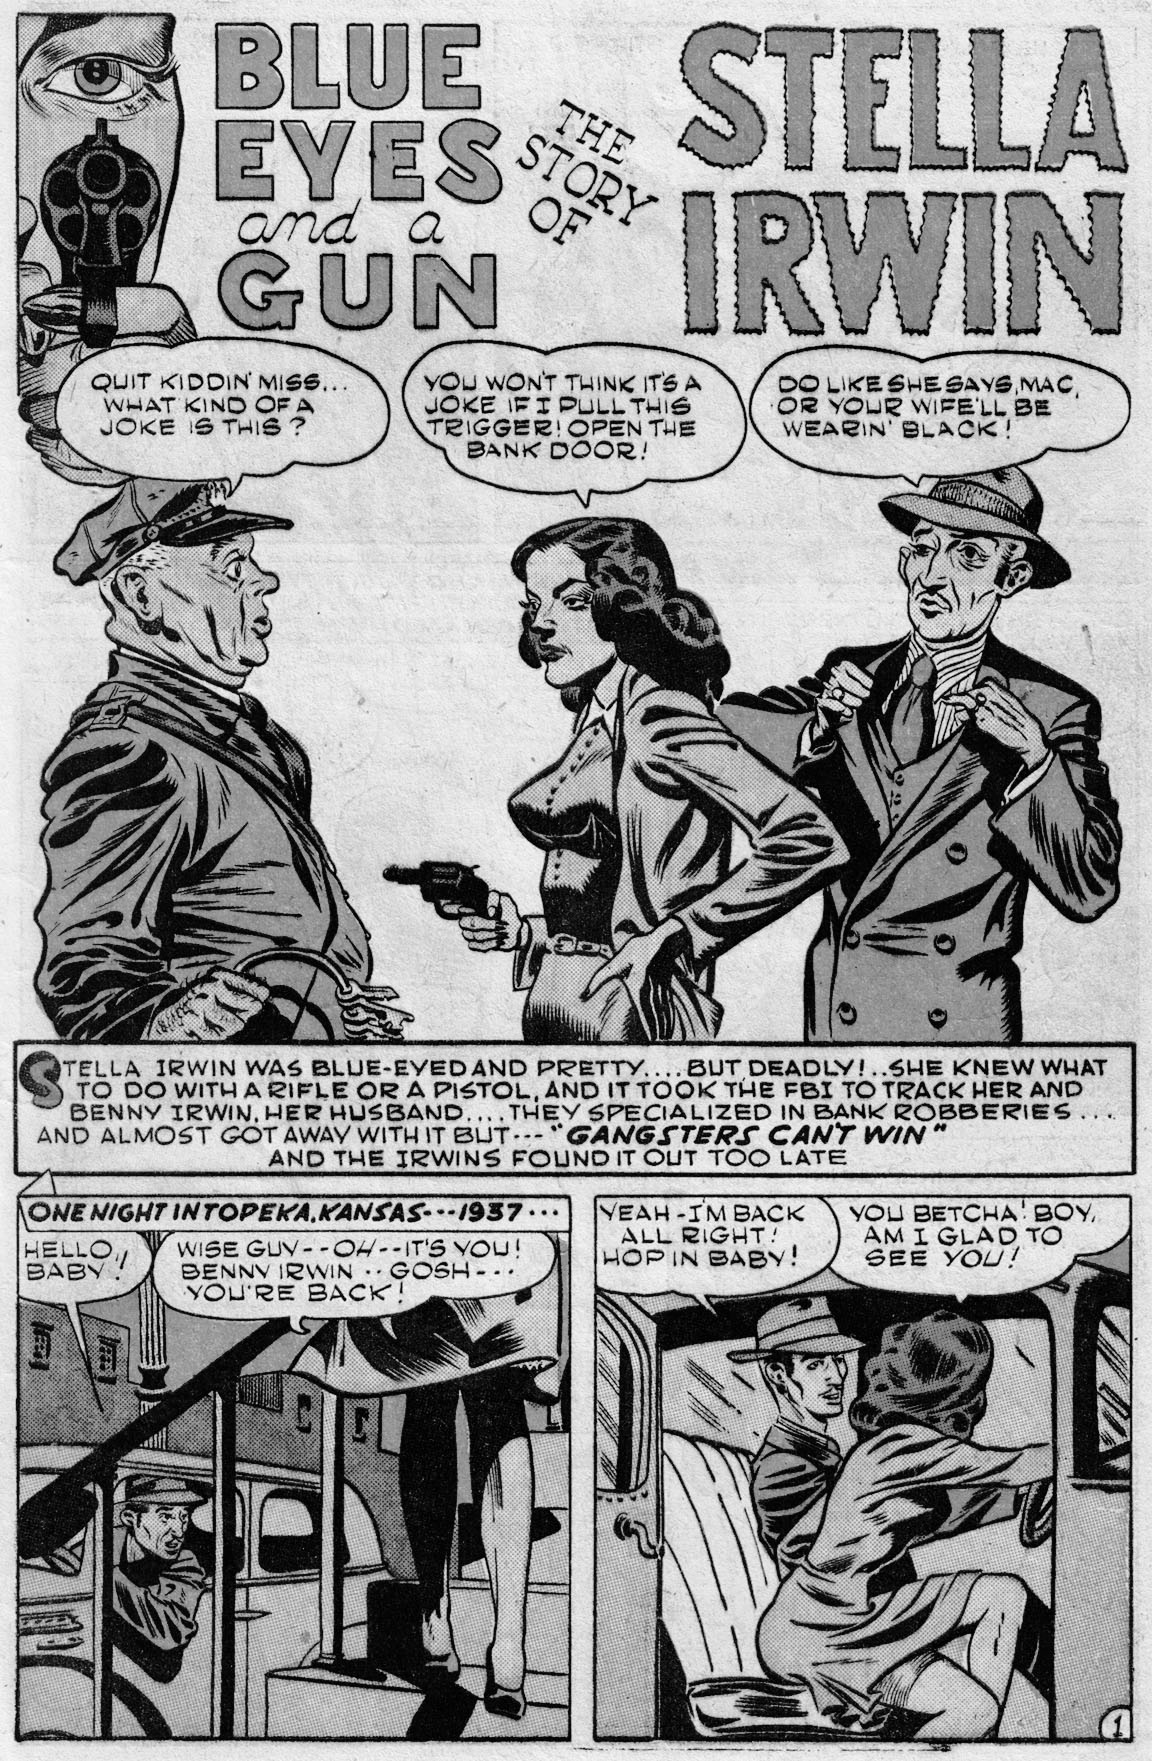 BLUE
EYES
and a
GUN
THE
STORY
OF
STELLA
IRWIN
QUIT KIDDIN' MISS...
WHAT KIND OF A
JOKE IS THIS?
YOU WON'T THINK IT'S A
JOKE IF I PULL THIS
TRIGGER! OPEN THE
BANK DOOR!
DO LIKE SHE SAYS, MAC,
OR YOUR WIFE'LL BE
WEARIN' BLACK!
STELLA IRWIN WAS BLUE-EYED AND PRETTY.... BUT DEADLY!.. SHE KNEW WHAT
TO DO WITH A RIFLE OR A PISTOL, AND IT TOOK THE FBI TO TRACK HER AND
BENNY IRWIN, HER HUSBAND.... THEY SPECIALIZED IN BANK ROBBERIES ...
AND ALMOST GOT AWAY WITH IT BUT--- "GANGSTERS CAN'T WIN"
AND THE IRWINS FOUND IT OUT TOO LATE
ONE NIGHT IN TOPEKA, KANSAS---1937...
HELLO,
BABY!
WISE GUY--OH--IT'S YOU!
BENNY IRWIN -- GOSH---
YOU'RE BACK!
YEAH-I'M BACK
ALL RIGHT!
HOP IN BABY!
YOU BETCHA! BOY,
AM I GLAD TO
SEE YOU!
1